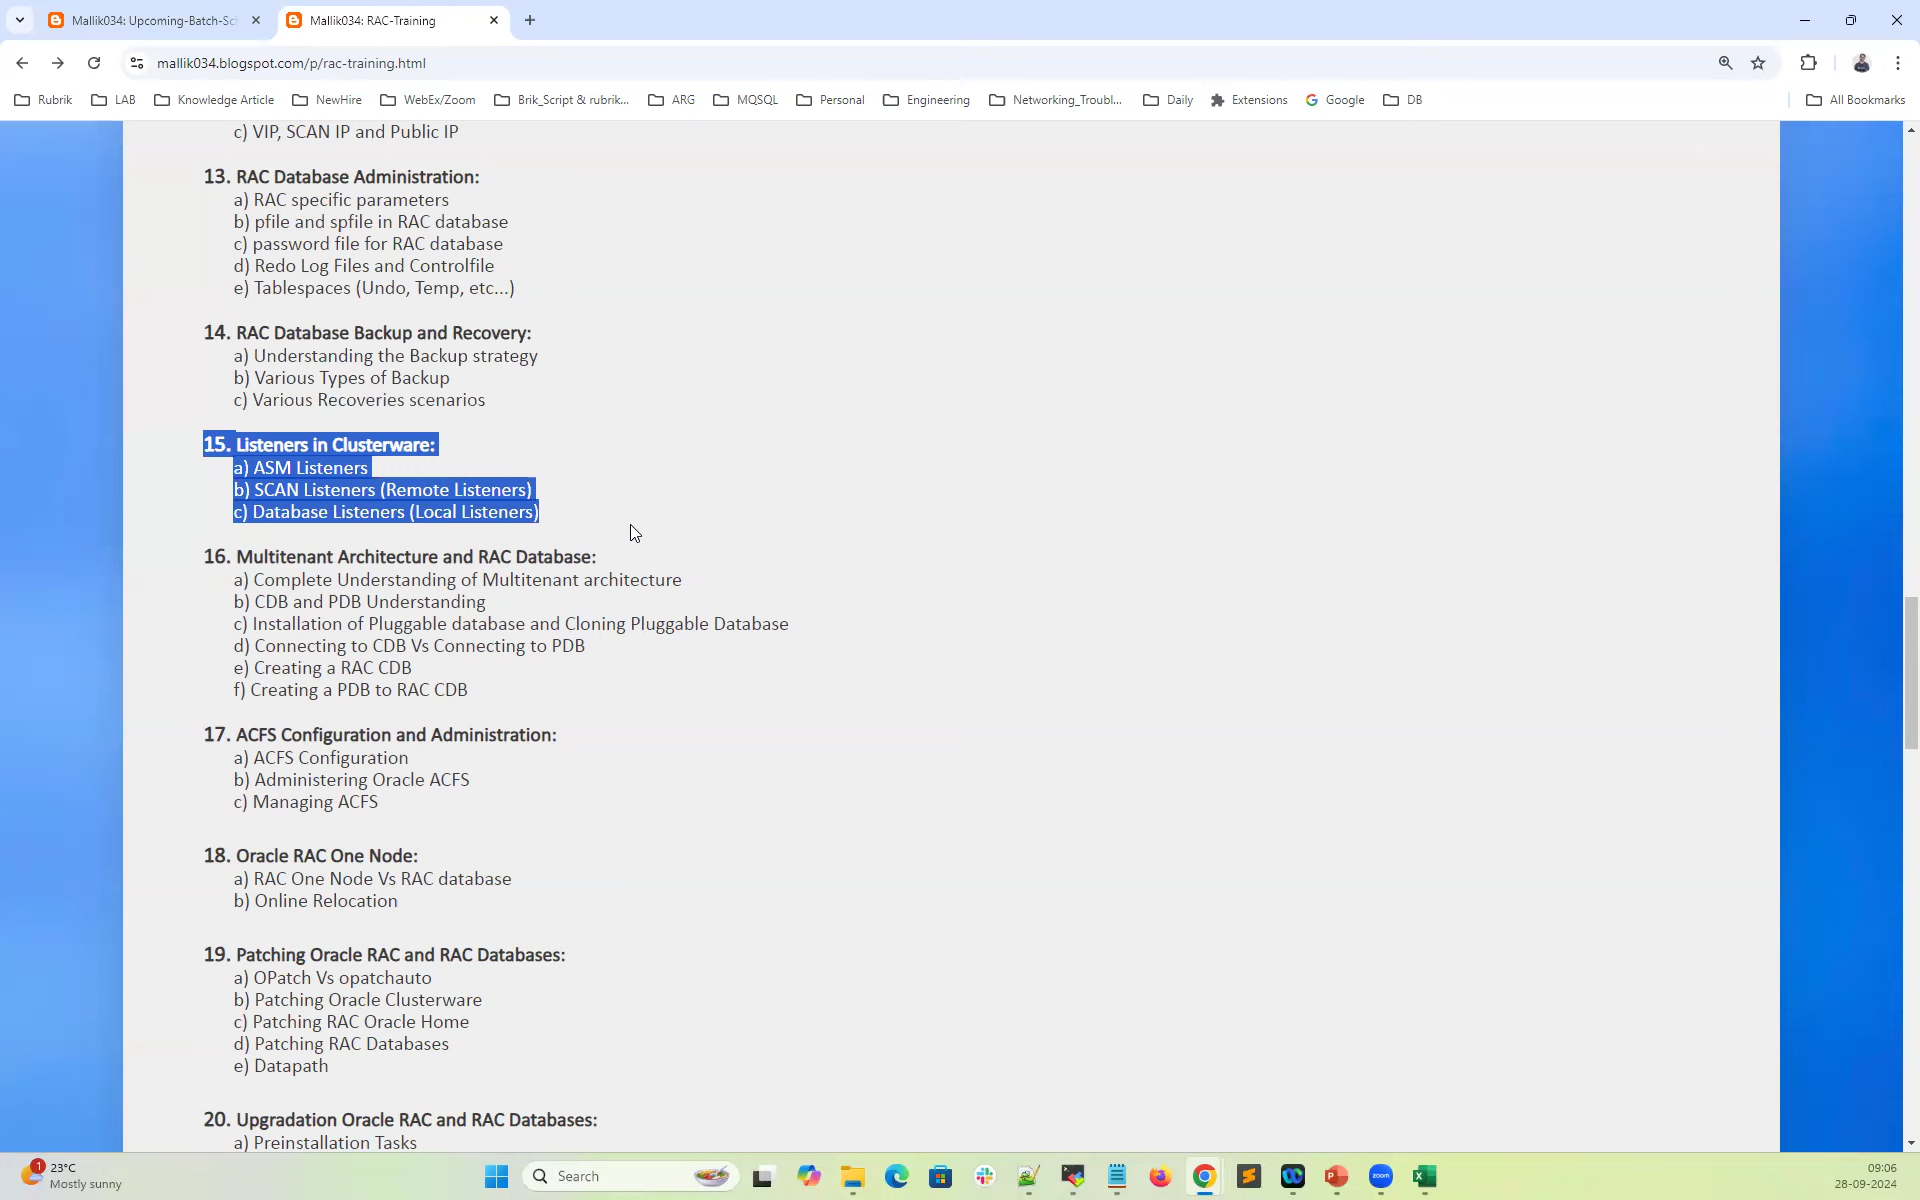 Mallik034: Upcoming-Batch-Sch
Mallik034: RAC-Training
mallik034.blogspot.com/p/rac-training.html
Rubrik
LAB
Knowledge Article
NewHire
WebEx/Zoom
Brik_Script & rubrik...
ARG
MQSQL
Personal
Engineering
Networking_Troubl...
Daily
Extensions
Google
DB
All Bookmarks
c) VIP, SCAN IP and Public IP
13. RAC Database Administration:
a) RAC specific parameters
b) pfile and spfile in RAC database
c) password file for RAC database
d) Redo Log Files and Controlfile
e) Tablespaces (Undo, Temp, etc...)
14. RAC Database Backup and Recovery:
a) Understanding the Backup strategy
b) Various Types of Backup
c) Various Recoveries scenarios
15. Listeners in Clusterware:
a) ASM Listeners
b) SCAN Listeners (Remote Listeners)
c) Database Listeners (Local Listeners)
16. Multitenant Architecture and RAC Database:
a) Complete Understanding of Multitenant architecture
b) CDB and PDB Understanding
c) Installation of Pluggable database and Cloning Pluggable Database
d) Connecting to CDB Vs Connecting to PDB
e) Creating a RAC CDB
f) Creating a PDB to RAC CDB
17. ACFS Configuration and Administration:
a) ACFS Configuration
b) Administering Oracle ACFS
c) Managing ACFS
18. Oracle RAC One Node:
a) RAC One Node Vs RAC database
b) Online Relocation
19. Patching Oracle RAC and RAC Databases:
a) OPatch Vs opatchauto
b) Patching Oracle Clusterware
c) Patching RAC Oracle Home
d) Patching RAC Databases
e) Datapath
20. Upgradation Oracle RAC and RAC Databases:
a) Preinstallation Tasks
1
23°C
Mostly sunny
Search
zoom
09:06
28-09-2024